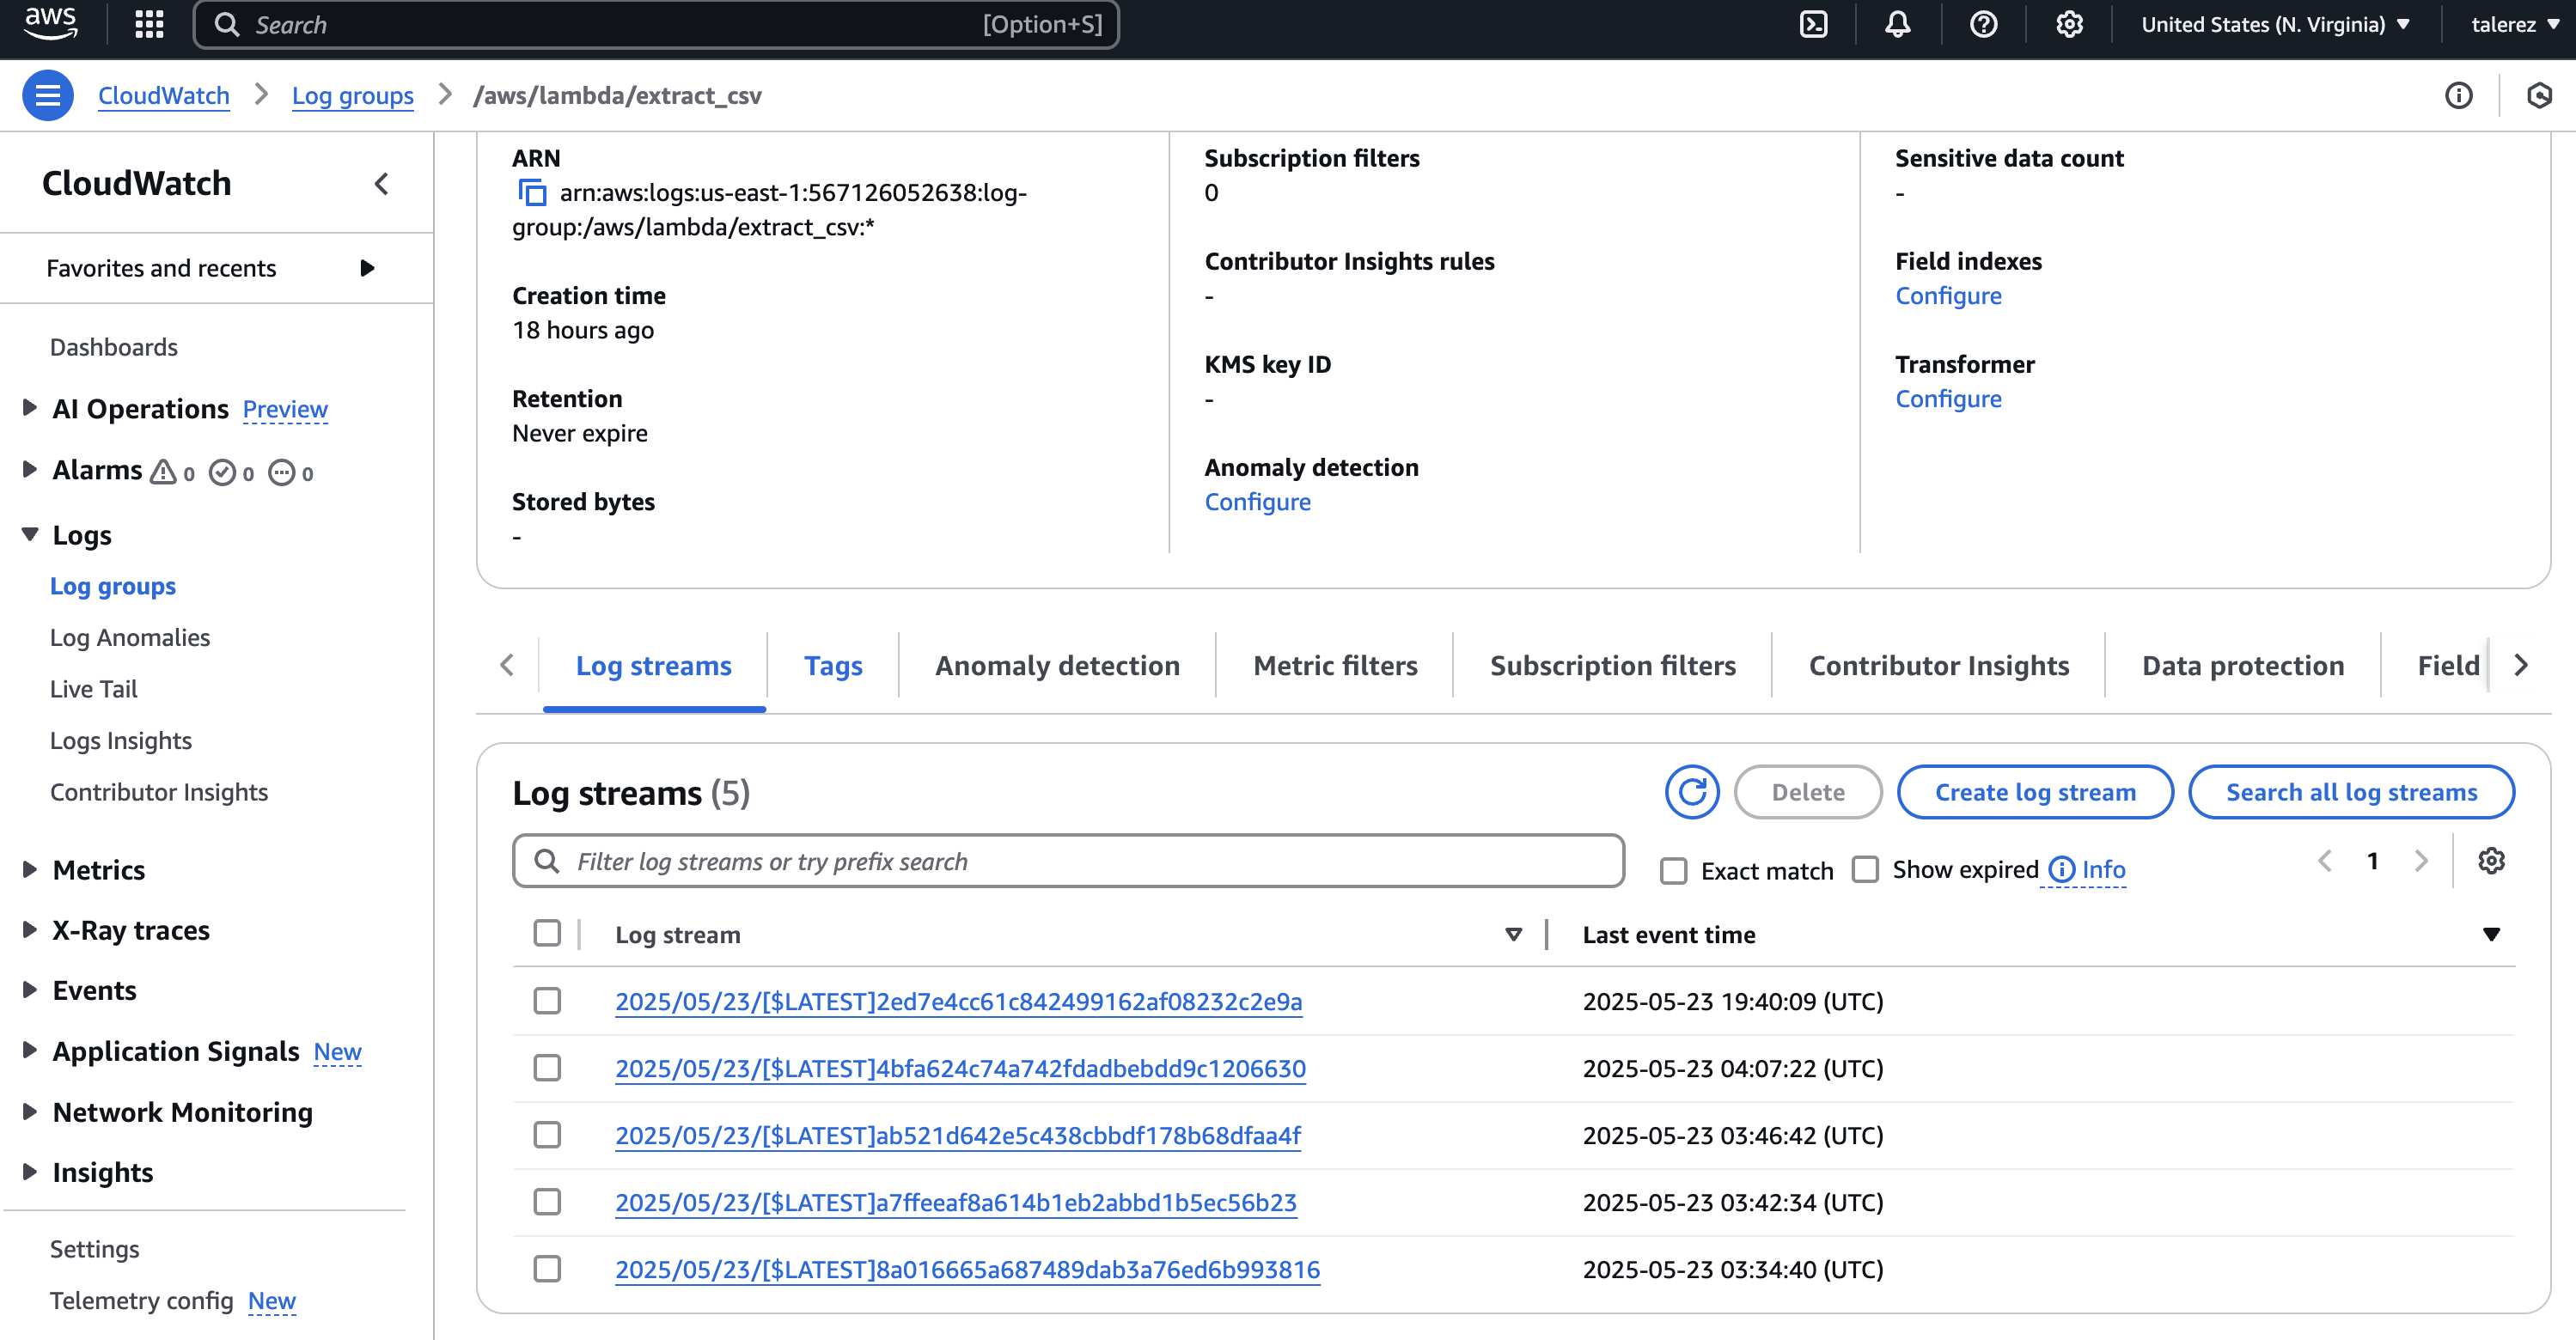 aws
Search
[Option+S]
United States (N. Virginia)
talerez
CloudWatch
Log groups
/aws/lambda/extract_csv
CloudWatch
Favorites and recents
Dashboards
AI Operations Preview
Alarms 0 0 0
Logs
Log groups
Log Anomalies
Live Tail
Logs Insights
Contributor Insights
Metrics
X-Ray traces
Events
Application Signals New
Network Monitoring
Insights
Settings
Telemetry config New
ARN
arn:aws:logs:us-east-1:567126052638:log-
group:/aws/lambda/extract_csv:*
Creation time
18 hours ago
Retention
Never expire
Stored bytes
-
Subscription filters
0
Contributor Insights rules
-
KMS key ID
-
Anomaly detection
Configure
Sensitive data count
-
Field indexes
Configure
Transformer
Configure
Log streams
Tags
Anomaly detection
Metric filters
Subscription filters
Contributor Insights
Data protection
Field
Log streams (5)
Delete
Create log stream
Search all log streams
Filter log streams or try prefix search
Exact match
Show expired Info
1
Log stream
Last event time
2025/05/23/[$LATEST]2ed7e4cc61c842499162af08232c2e9a 2025-05-23 19:40:09 (UTC)
2025/05/23/[$LATEST]4bfa624c74a742fdadbebdd9c1206630 2025-05-23 04:07:22 (UTC)
2025/05/23/[$LATEST]ab521d642e5c438cbbdf178b68dfaa4f 2025-05-23 03:46:42 (UTC)
2025/05/23/[$LATEST]a7ffeeaf8a614b1eb2abbd1b5ec56b23 2025-05-23 03:42:34 (UTC)
2025/05/23/[$LATEST]8a016665a687489dab3a76ed6b993816 2025-05-23 03:34:40 (UTC)